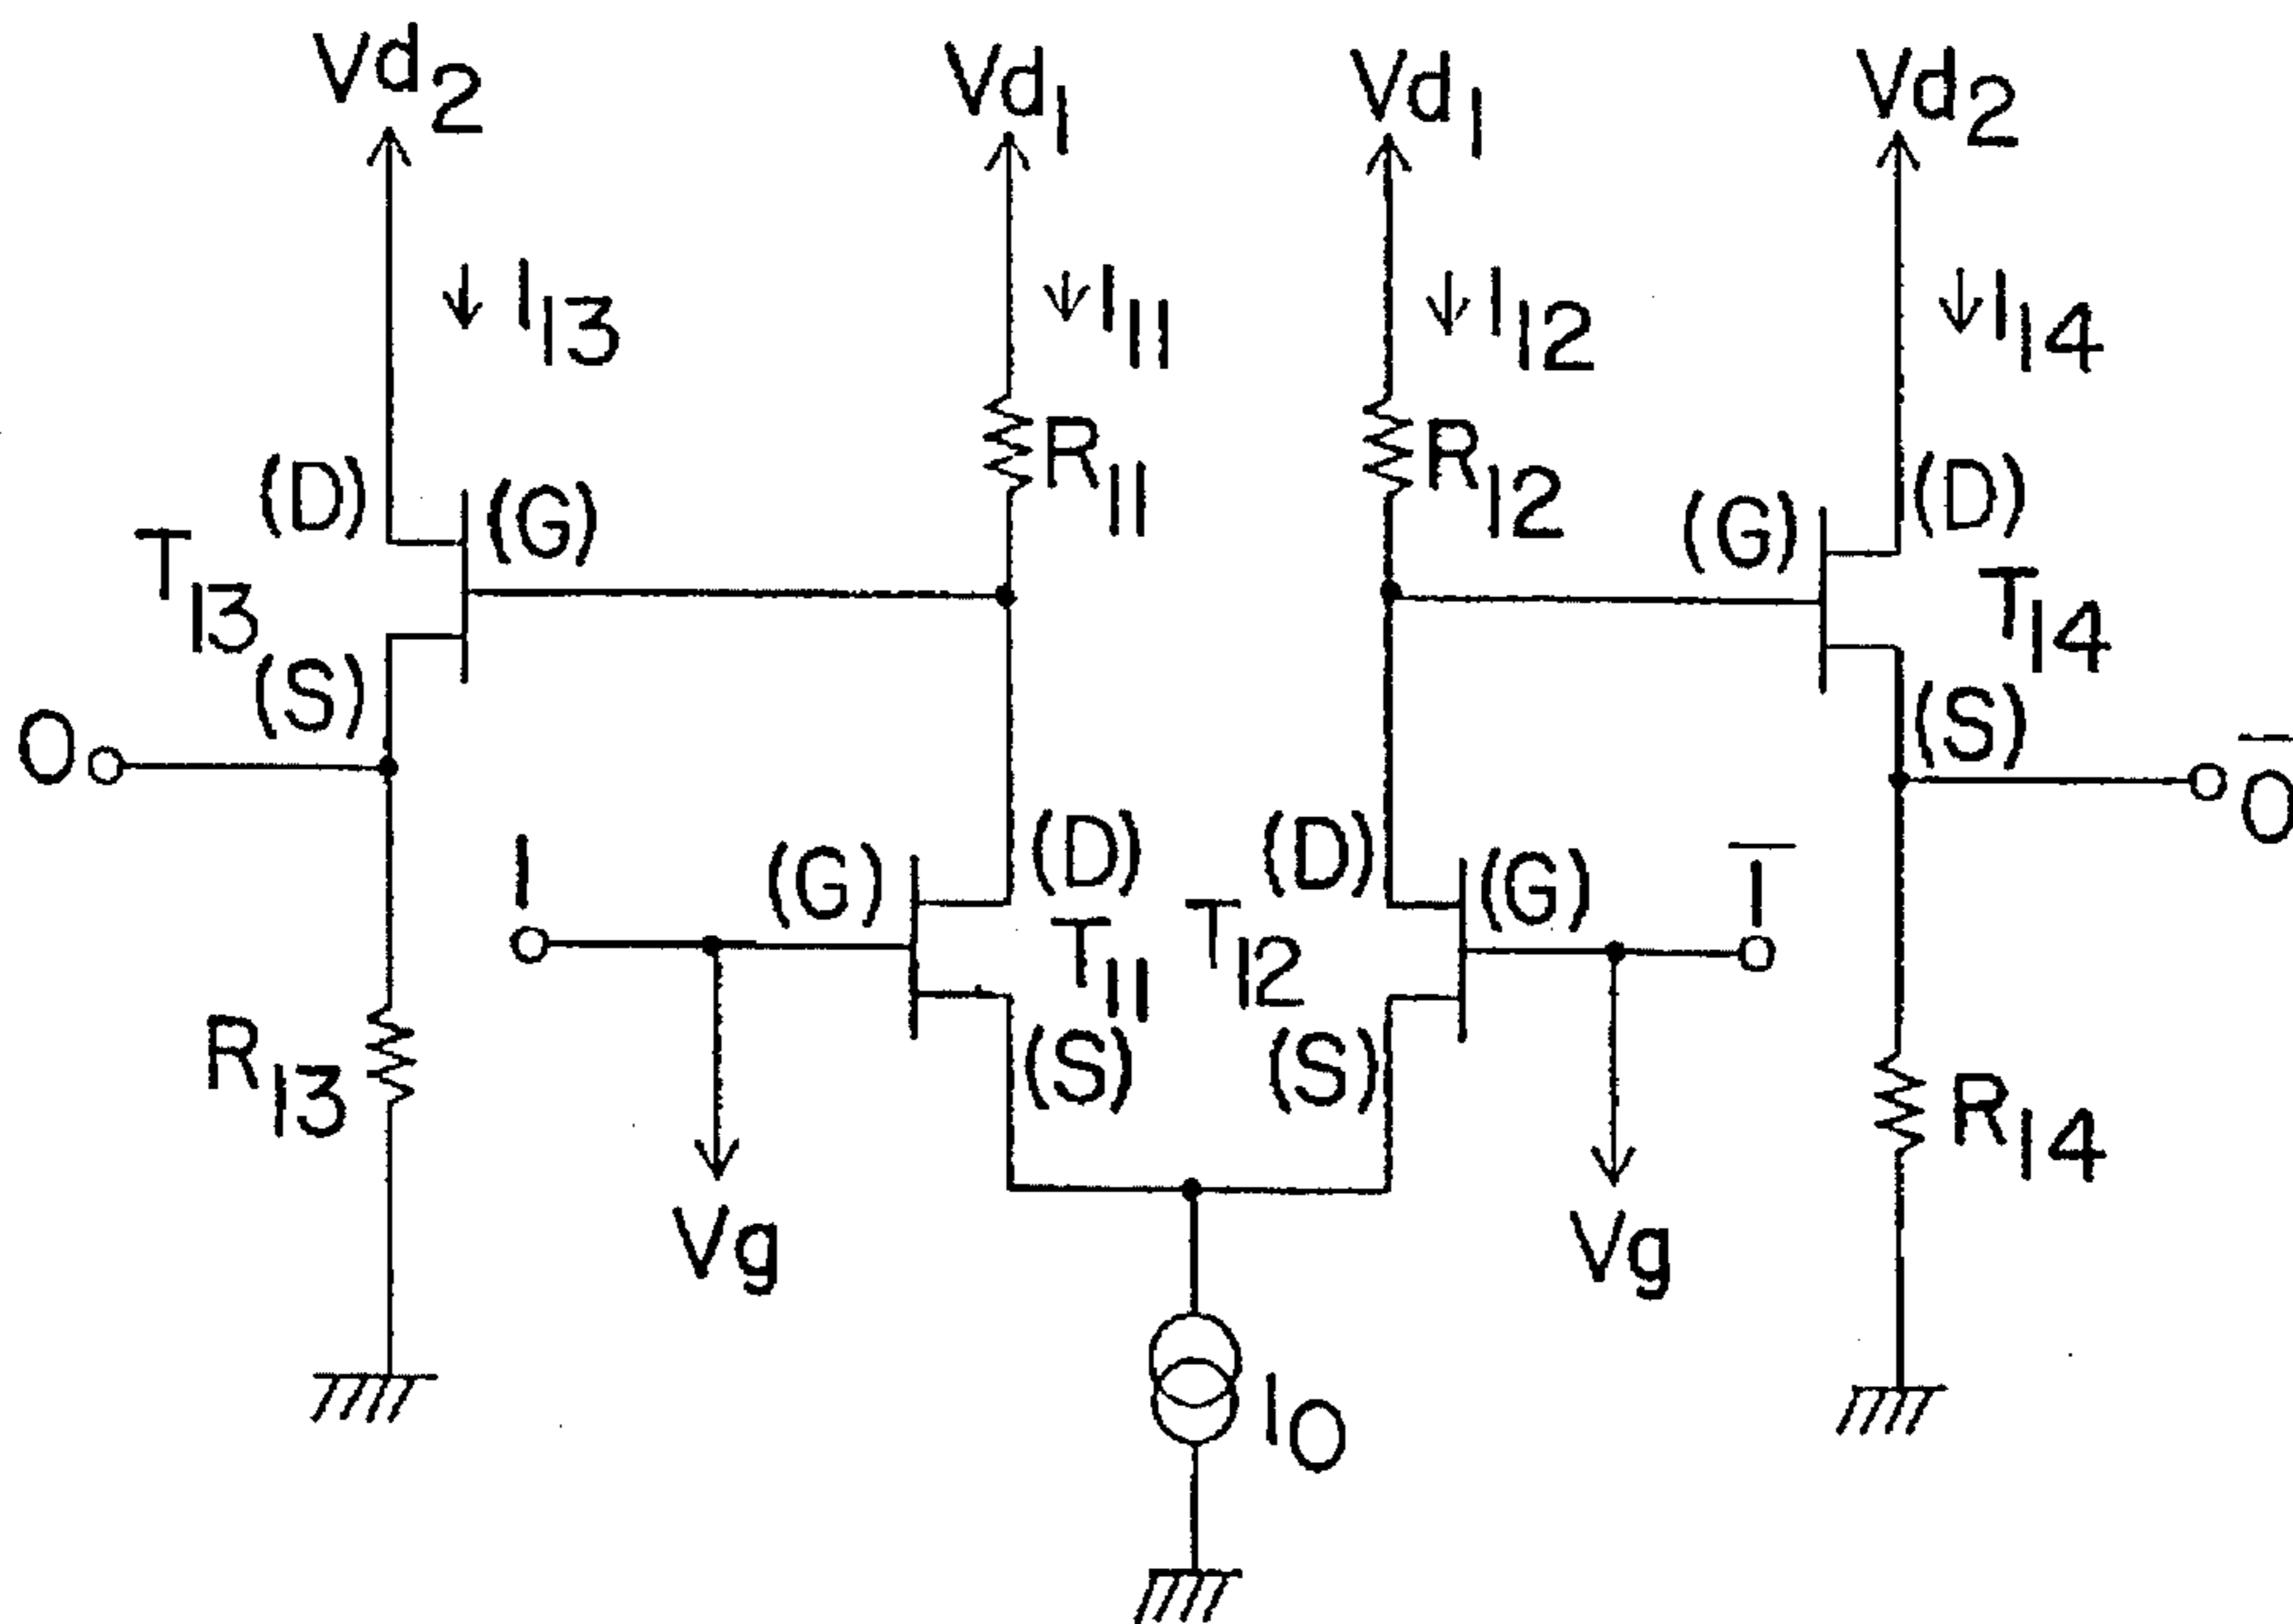 Vd2 Vd1 Vd1 Vd2
I13 I11 I12 I14
R11 R12
(D) (G) (G) (D)
T13 T14
(S) (S)
O O̅
I (G) (D) (D) (G) I̅
T11 T12
(S) (S)
R13 R14
Vg Vg
I0